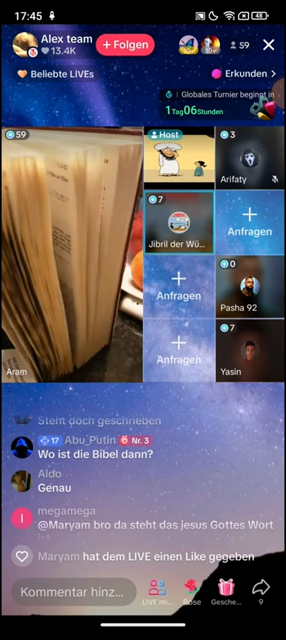 17:45
48
Alex team
13.4K
+ Folgen
59
Beliebte LIVEs
Erkunden >
Globales Turnier beginnt in
1Tag06Stunden
59
Host
3
Arifaty
7
Jibril der Wü...
+
Anfragen
+
Anfragen
0
Pasha 92
+
Anfragen
7
Yasin
Aram
Steht doch geschrieben
17 Abu_Putin Nr. 3
Wo ist die Bibel dann?
Aldo
Genau
I megamega
@Maryam bro da steht das jesus Gottes Wort
Maryam hat dem LIVE einen Like gegeben
Kommentar hinz...
LIVE mi...
Rose
Gesche...
9